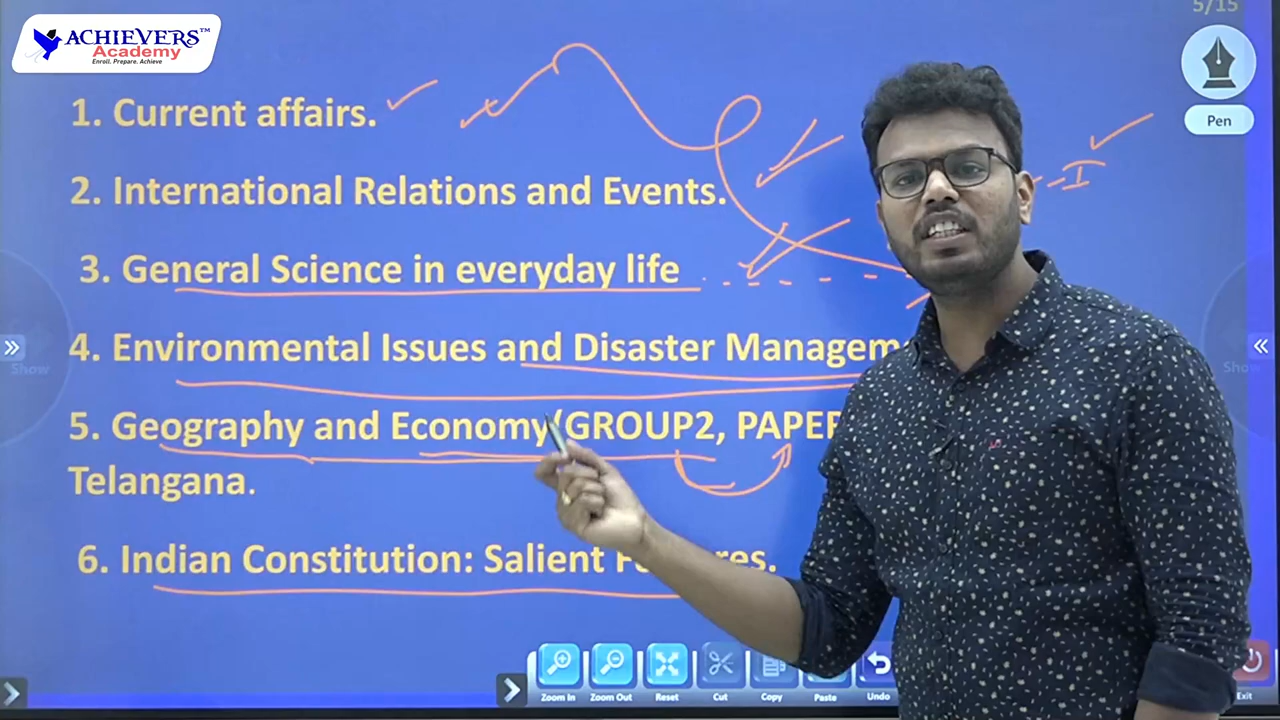 ACHIEVERS™
Academy
Enroll. Prepare. Achieve
5/15
Pen
1. Current affairs.
I
2. International Relations and Events.
3. General Science in everyday life
4. Environmental Issues and Disaster
5. Geography and Economy(GROUP2, PAPER
Telangana.
6. Indian Constitution: Salient
Show
Zoom In Zoom Out Reset Cut Copy Paste Undo Exit